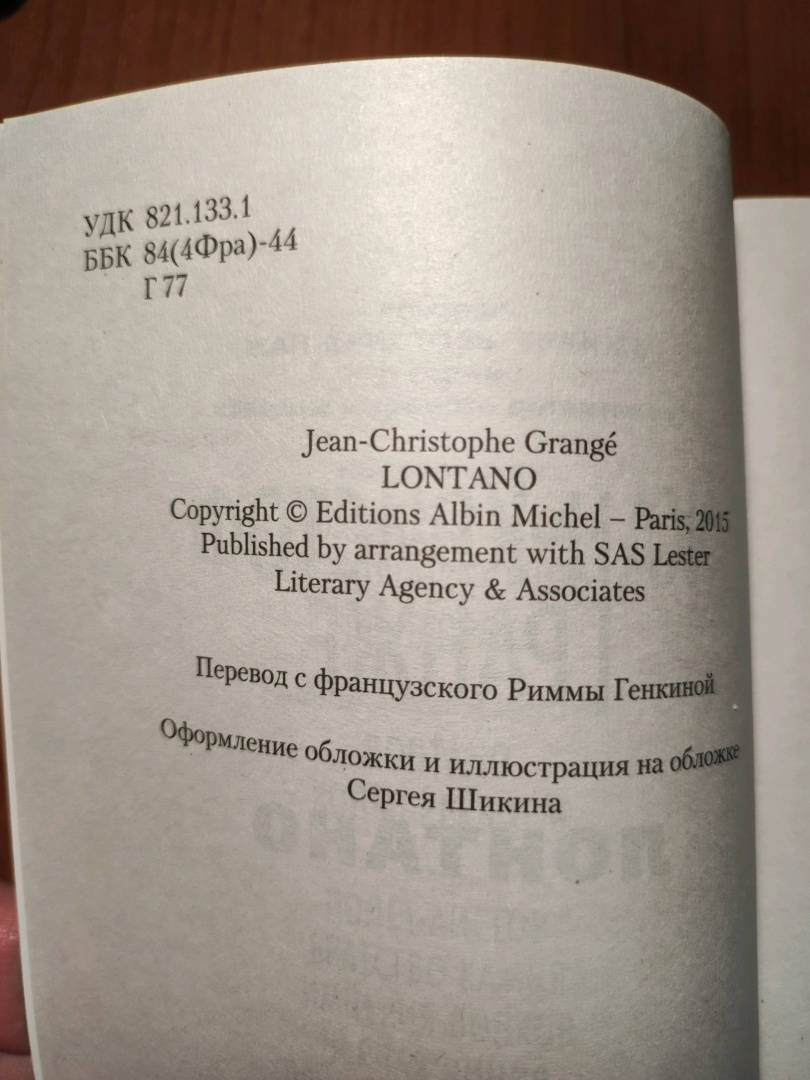 УДК 821.133.1
ББК 84(4Фра)-44
Г 77
Jean-Christophe Grangé
LONTANO
Copyright © Editions Albin Michel – Paris, 2015
Published by arrangement with SAS Lester
Literary Agency & Associates
Перевод с французского Риммы Генкиной
Оформление обложки и иллюстрация на обложке
Сергея Шикина